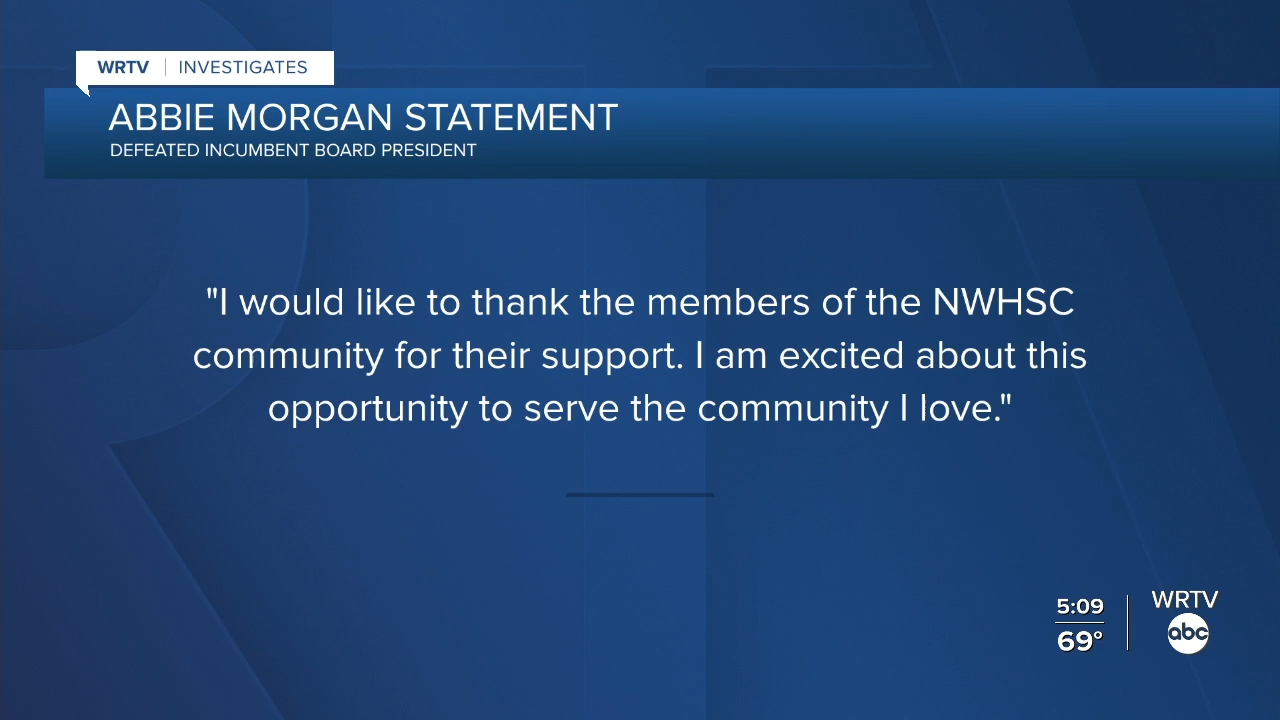 WRTV | INVESTIGATES
ABBIE MORGAN STATEMENT
DEFEATED INCUMBENT BOARD PRESIDENT
"I would like to thank the members of the NWHSC
community for their support. I am excited about this
opportunity to serve the community I love."
5:09
69°
WRTV
abc